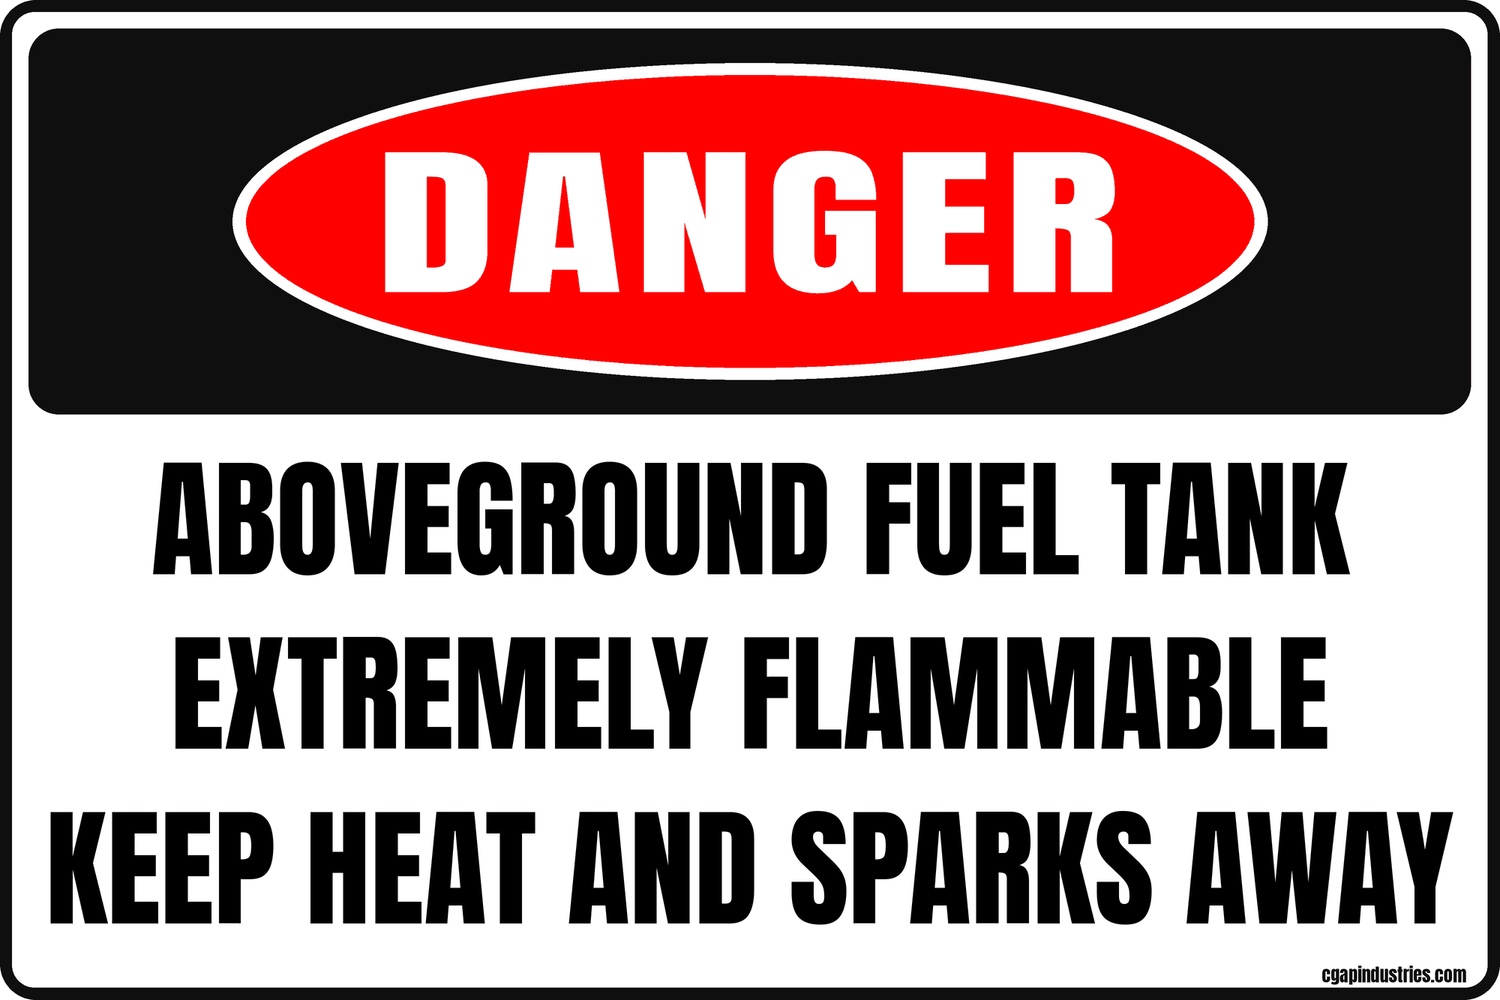 DANGER
ABOVEGROUND FUEL TANK
EXTREMELY FLAMMABLE
KEEP HEAT AND SPARKS AWAY
cgapindustries.com